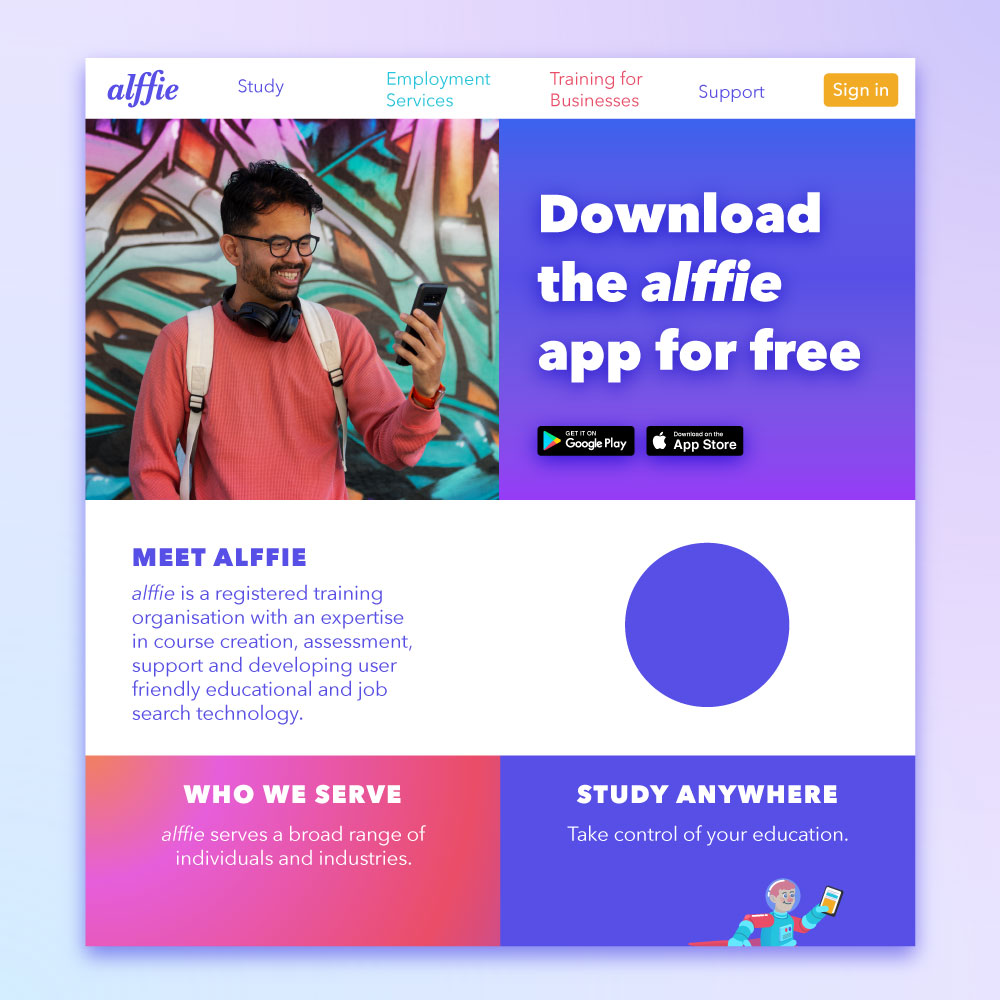 alffie
Study
Employment
Services
Training for
Businesses
Support
Sign in
Download
the alffie
app for free
GET IT ON
Google Play
Download on the
App Store
MEET ALFFIE
alffie is a registered training
organisation with an expertise
in course creation, assessment,
support and developing user
friendly educational and job
search technology.
WHO WE SERVE
alffie serves a broad range of
individuals and industries.
STUDY ANYWHERE
Take control of your education.